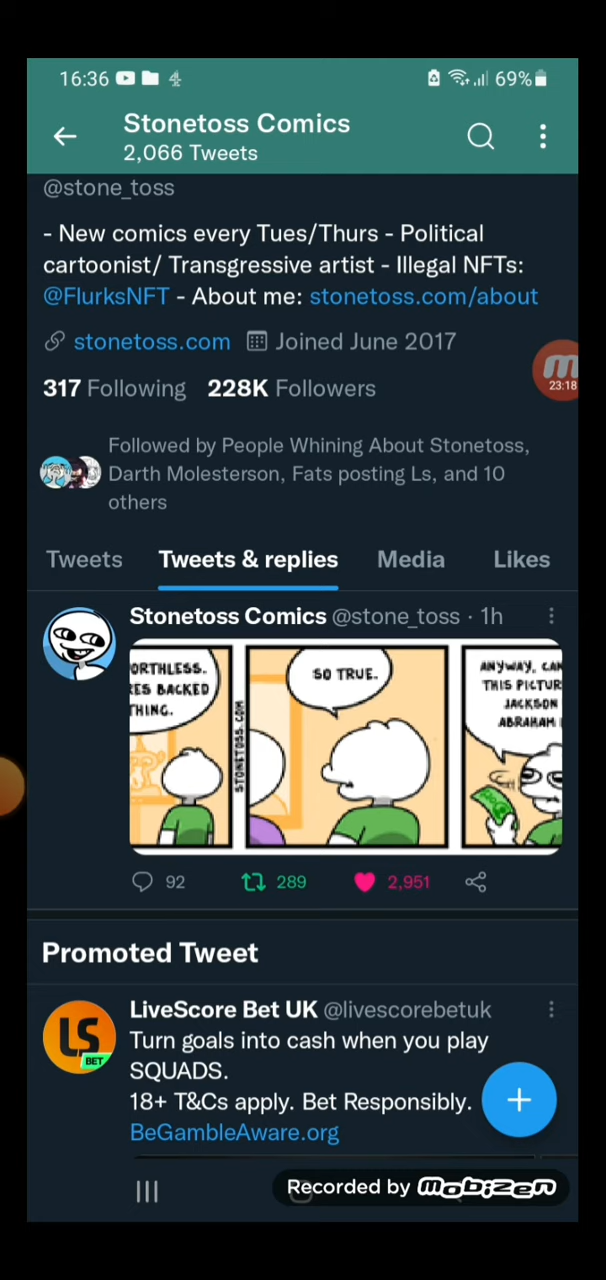 16:36 69%
Stonetoss Comics
2,066 Tweets
@stone_toss
- New comics every Tues/Thurs - Political
cartoonist/ Transgressive artist - Illegal NFTs:
@FlurksNFT - About me: stonetoss.com/about
stonetoss.com Joined June 2017
317 Following 228K Followers
23:18
Followed by People Whining About Stonetoss,
Darth Molesterson, Fats posting Ls, and 10
others
Tweets Tweets & replies Media Likes
Stonetoss Comics @stone_toss · 1h
ORTHLESS.
ES BACKED
THING.
STONETOSS.COM
SO TRUE.
ANYWAY, CAN
THIS PICTUR
JACKSON
ABRAHAM
92 289 2,951
Promoted Tweet
LiveScore Bet UK @livescorebetuk
LS
BET
Turn goals into cash when you play
SQUADS.
18+ T&Cs apply. Bet Responsibly.
BeGambleAware.org
Recorded by mobizen